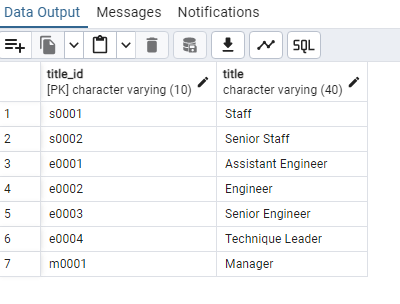 Data Output Messages Notifications
SQL
title_id title
[PK] character varying (10) character varying (40)
1 s0001 Staff
2 s0002 Senior Staff
3 e0001 Assistant Engineer
4 e0002 Engineer
5 e0003 Senior Engineer
6 e0004 Technique Leader
7 m0001 Manager